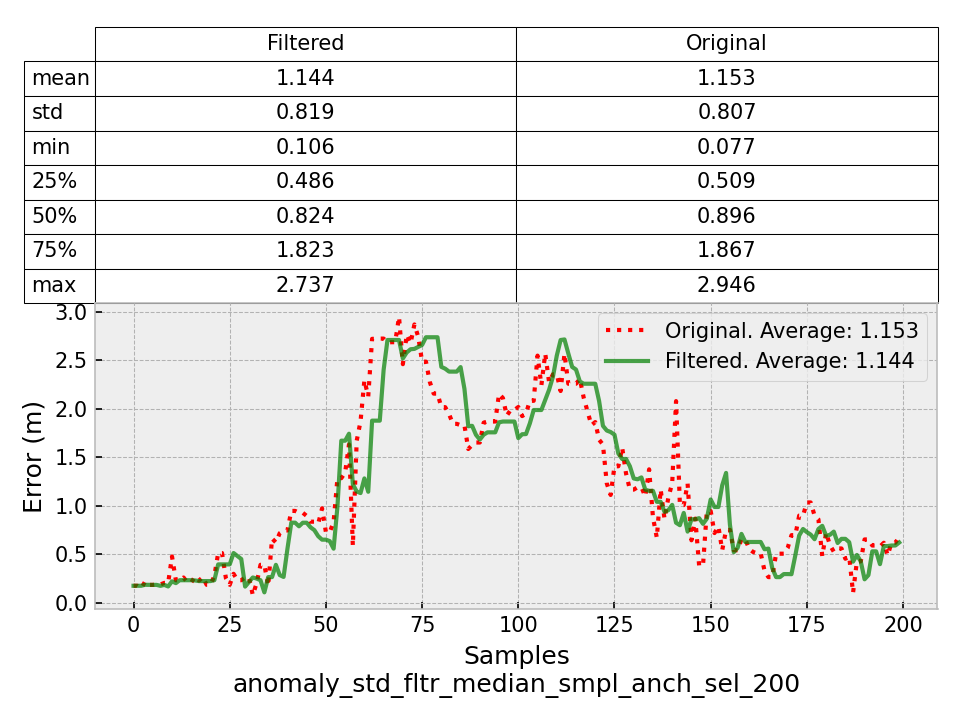 Filtered Original
mean 1.144 1.153
std 0.819 0.807
min 0.106 0.077
25% 0.486 0.509
50% 0.824 0.896
75% 1.823 1.867
max 2.737 2.946
3.0
2.5
2.0
1.5
1.0
0.5
0.0
Error (m)
Original. Average: 1.153
Filtered. Average: 1.144
0 25 50 75 100 125 150 175 200
Samples
anomaly_std_fltr_median_smpl_anch_sel_200